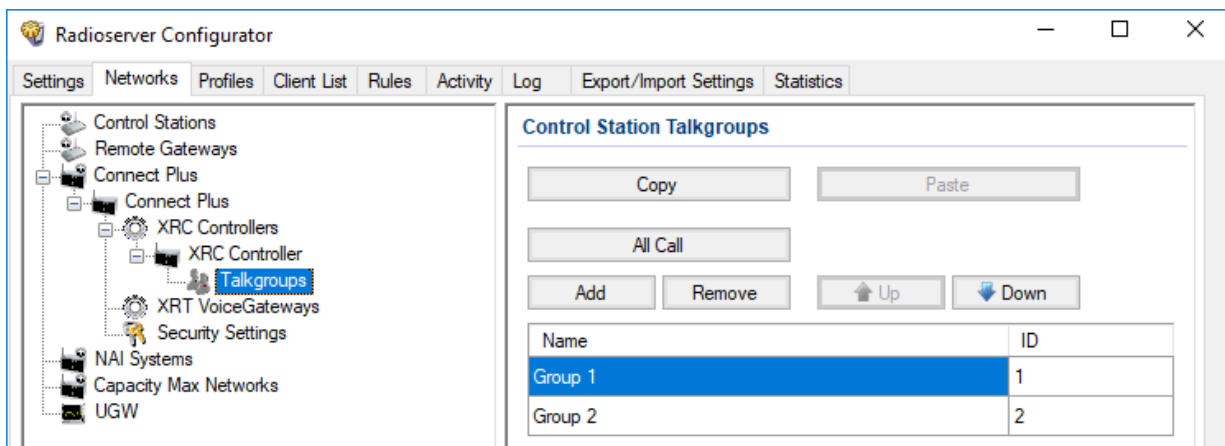 Radioserver Configurator
Settings Networks Profiles Client List Rules Activity Log Export/Import Settings Statistics
Control Stations
Remote Gateways
Connect Plus
Connect Plus
XRC Controllers
XRC Controller
Talkgroups
XRT VoiceGateways
Security Settings
NAI Systems
Capacity Max Networks
UGW
Control Station Talkgroups
Copy Paste
All Call
Add Remove Up Down
Name ID
Group 1 1
Group 2 2